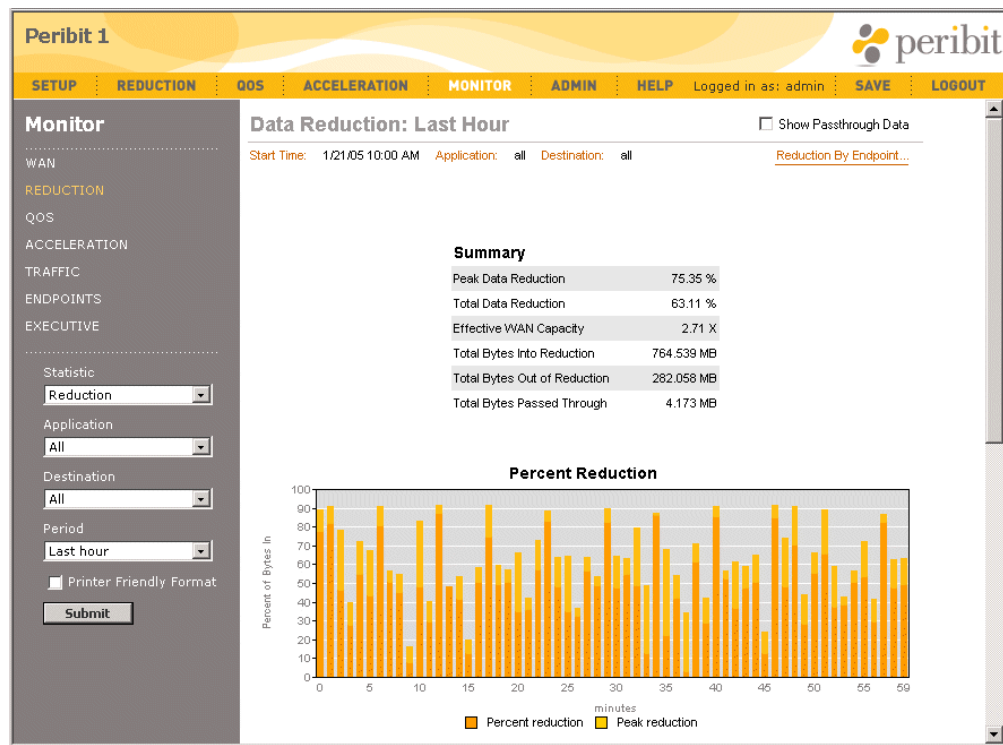 Peribit 1
peribit
SETUP REDUCTION QOS ACCELERATION MONITOR ADMIN HELP Logged in as: admin SAVE LOGOUT
Monitor
WAN
REDUCTION
QOS
ACCELERATION
TRAFFIC
ENDPOINTS
EXECUTIVE
Statistic
Reduction
Application
All
Destination
All
Period
Last hour
Printer Friendly Format
Submit
Data Reduction: Last Hour
Show Passthrough Data
Start Time: 1/21/05 10:00 AM Application: all Destination: all
Reduction By Endpoint...
Summary
Peak Data Reduction 75.35 %
Total Data Reduction 63.11 %
Effective WAN Capacity 2.71 X
Total Bytes Into Reduction 764.539 MB
Total Bytes Out of Reduction 282.058 MB
Total Bytes Passed Through 4.173 MB
Percent Reduction
Percent of Bytes In
100
90
80
70
60
50
40
30
20
10
0
0 5 10 15 20 25 30 35 40 45 50 55 59
minutes
Percent reduction Peak reduction